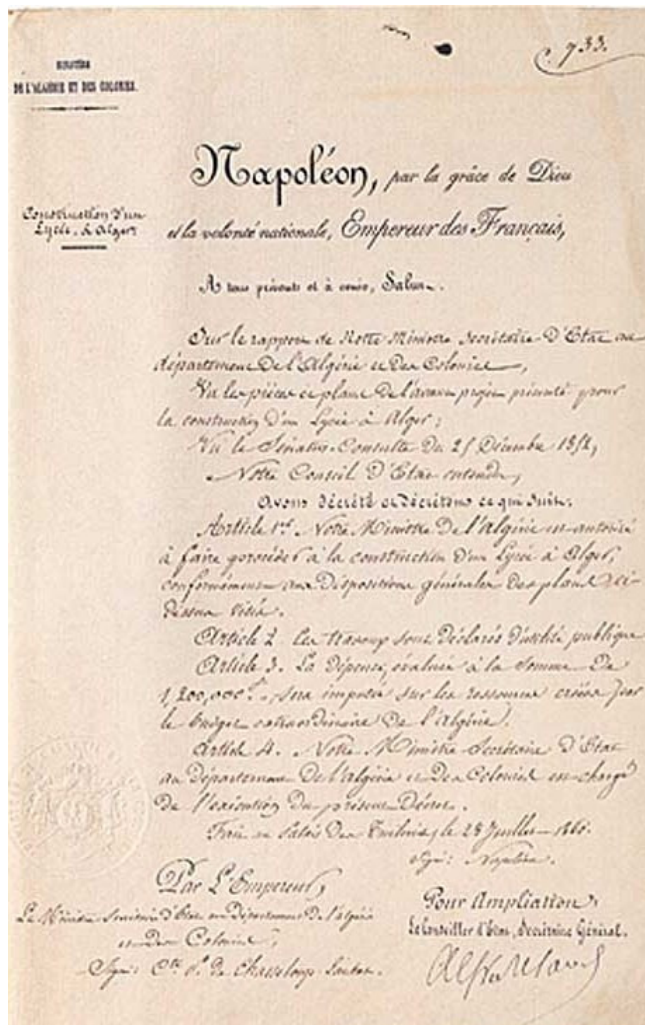 733.
MINISTÈRE
DE L'ALGÉRIE ET DES COLONIES.
Construction d'un
Lycée, à Alger
Napoléon, par la grâce de Dieu
et la volonté nationale, Empereur des Français,
A tous présents et à venir, Salut.
Sur le rapport de Notre Ministre Secrétaire d'Etat au
département de l'Algérie et des Colonies,
Vu les pièces et plans de l'avant projet présenté pour
la construction d'un Lycée à Alger;
Vu le Senatus-Consulte du 25 Décembre 1852,
Notre Conseil d'Etat entendu,
avons décrété et décrétons ce qui suit:
Article 1er. Notre Ministre de l'Algérie est autorisé
à faire procéder à la construction d'un Lycée à Alger,
conformément aux dispositions générales des plans ci-
dessus visés.
Article 2. Les travaux sont déclarés d'utilité publique
Article 3. La dépense, évaluée à la somme de
1,200,000f., sera imputée sur les ressources créées par
le budget extraordinaire de l'Algérie.
Article 4. Notre Ministre Secrétaire d'Etat
au Département de l'Algérie et des Colonies est chargé
de l'exécution du présent Décret.
Fait au Palais des Tuileries, le 28 Juillet 1860.
Signé: Napoléon.
Par L'Empereur,
Le Ministre Secrétaire d'Etat au Département de l'Algérie
et des Colonies,
Signé: Cte P. de Chasseloup-Laubat.
Pour Ampliation,
Le Conseiller d'Etat, Secrétaire Général.